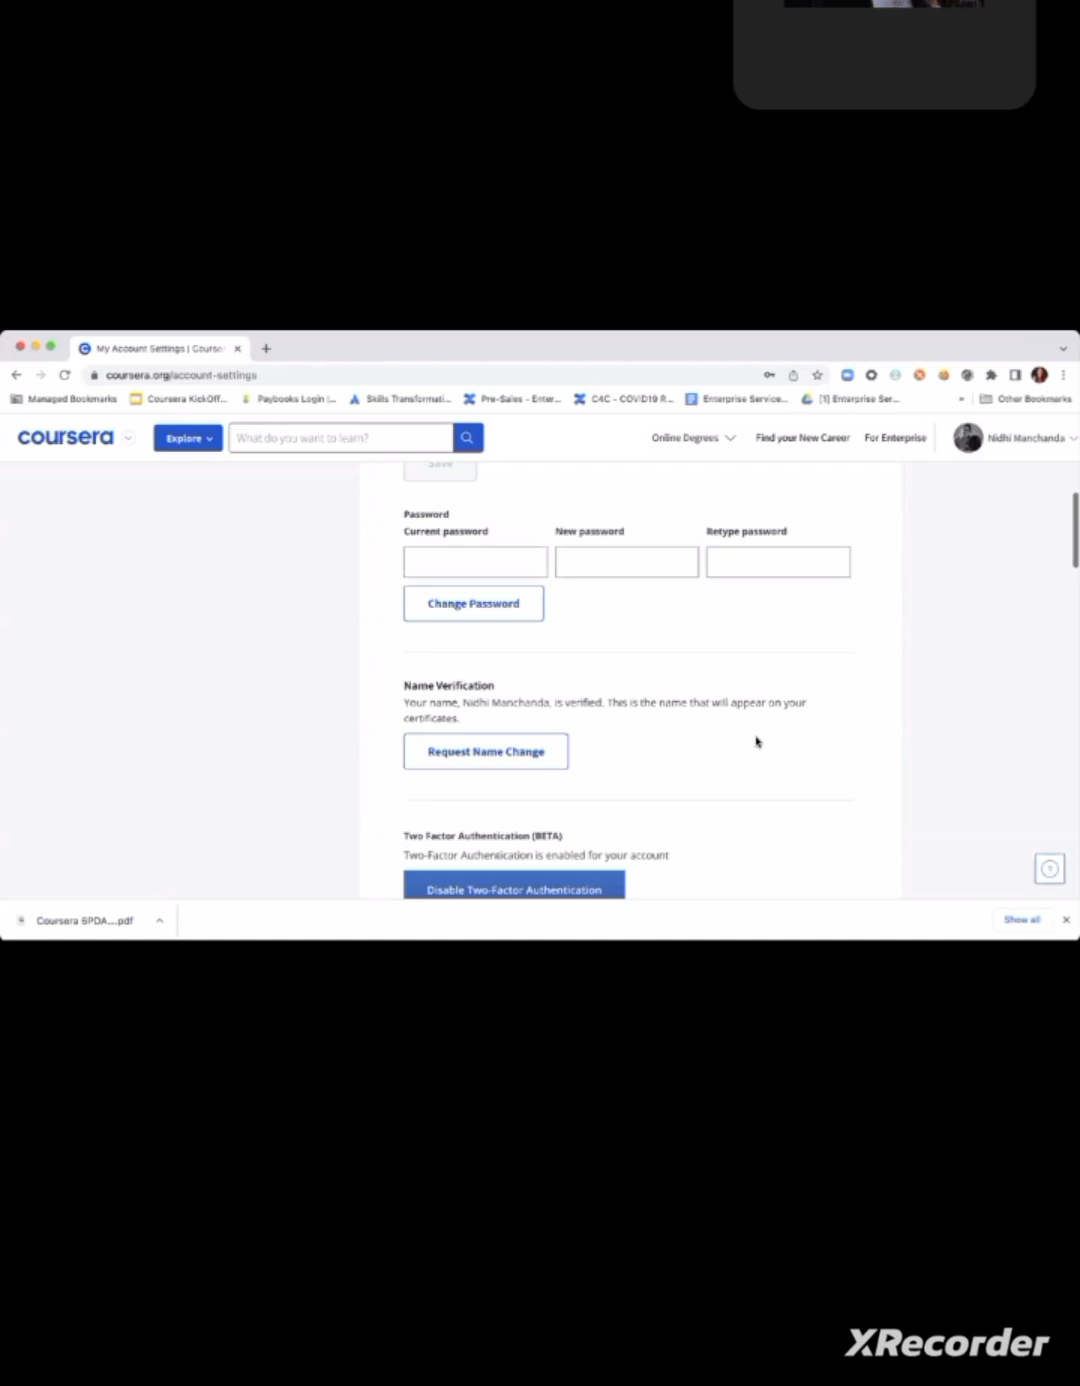 My Account Settings | Course
coursera.org/account-settings
Managed Bookmarks Coursera KickOff... Paybooks Login |... Skills Transformati... Pre-Sales - Enter... C4C - COVID19 R... Enterprise Service... [1] Enterprise Ser... » Other Bookmarks
coursera Explore What do you want to learn? Online Degrees Find your New Career For Enterprise Nidhi Manchanda
Save
Password
Current password New password Retype password
Change Password
Name Verification
Your name, Nidhi Manchanda, is verified. This is the name that will appear on your
certificates.
Request Name Change
Two Factor Authentication (BETA)
Two-Factor Authentication is enabled for your account
Disable Two-Factor Authentication
Coursera 6PDA....pdf Show all
XRecorder